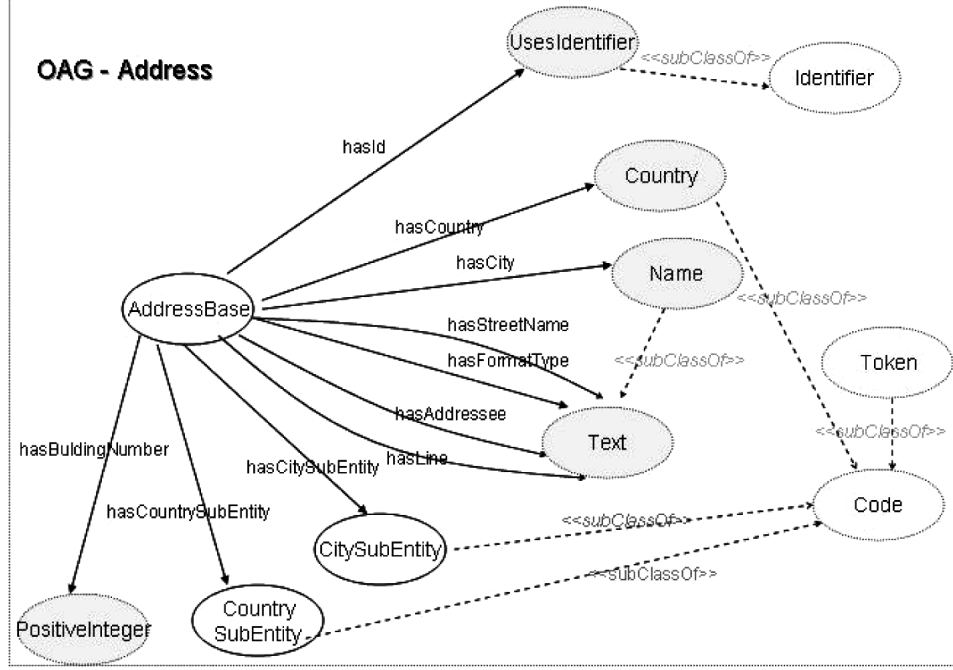 UsesIdentifier
<<subClassOf>>
OAG - Address
Identifier
hasId
Country
hasCountry
hasCity
Name
AddressBase
<<subClassOf>>
hasStreetName
hasFormatType
<<subClassOf>>
Token
hasAddressee
Text
<<subClassOf>>
hasBuldingNumber
hasCitySubEntity
hasLine
Code
hasCountrySubEntity
<<subClassOf>>
CitySubEntity
<<subClassOf>>
Country
SubEntity
PositiveInteger